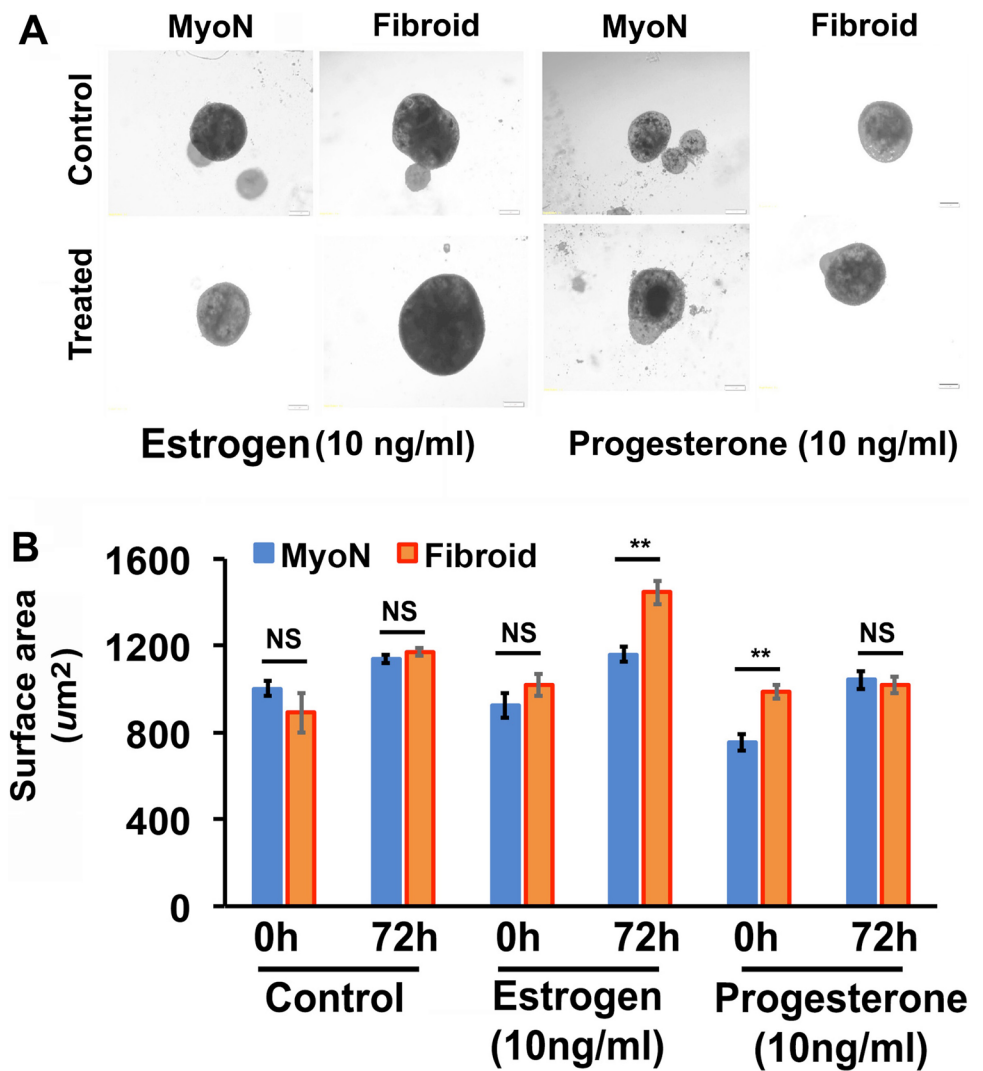 A
MyoN Fibroid MyoN Fibroid
Control
Treated
Estrogen (10 ng/ml) Progesterone (10 ng/ml)
B
MyoN Fibroid
Surface area
(um2)
1600
1200
800
400
0
NS
NS
NS
**
**
NS
0h 72h 0h 72h 0h 72h
Control Estrogen Progesterone
(10ng/ml) (10ng/ml)